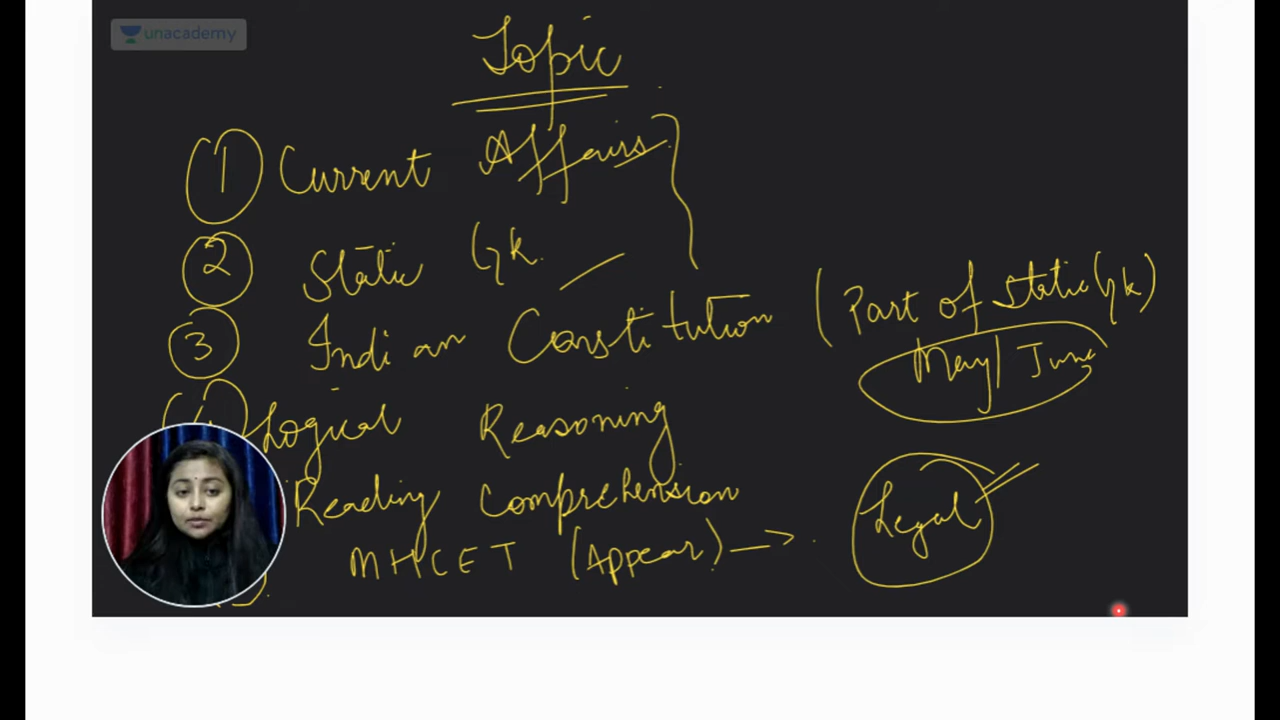 unacademy
Topic
1 Current Affairs
2 Static Gk.
3 Indian Constitution (Part of Static Gk)
May/June
Logical Reasoning
Reading Comprehension
MHCET (Appear) → Legal